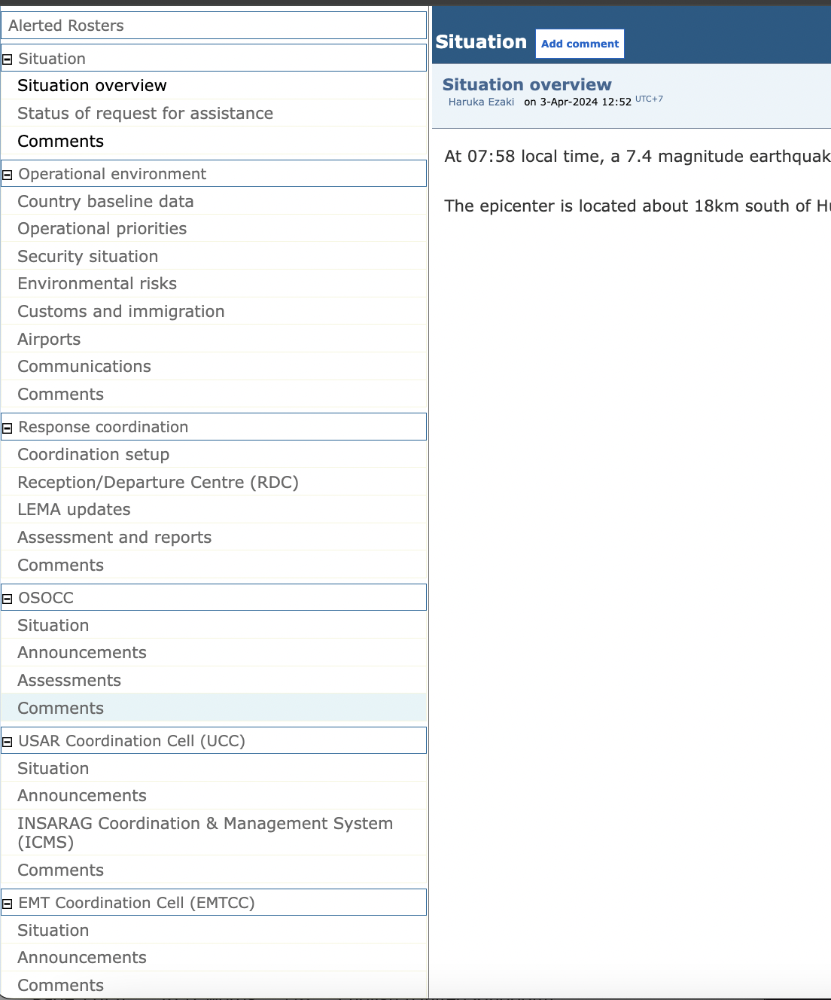 Alerted Rosters
Situation
Situation overview
Status of request for assistance
Comments
Operational environment
Country baseline data
Operational priorities
Security situation
Environmental risks
Customs and immigration
Airports
Communications
Comments
Response coordination
Coordination setup
Reception/Departure Centre (RDC)
LEMA updates
Assessment and reports
Comments
OSOCC
Situation
Announcements
Assessments
Comments
USAR Coordination Cell (UCC)
Situation
Announcements
INSARAG Coordination & Management System
(ICMS)
Comments
EMT Coordination Cell (EMTCC)
Situation
Announcements
Comments
Situation Add comment
Situation overview
Haruka Ezaki on 3-Apr-2024 12:52 UTC+7
At 07:58 local time, a 7.4 magnitude
The epicenter is located about 18km south of